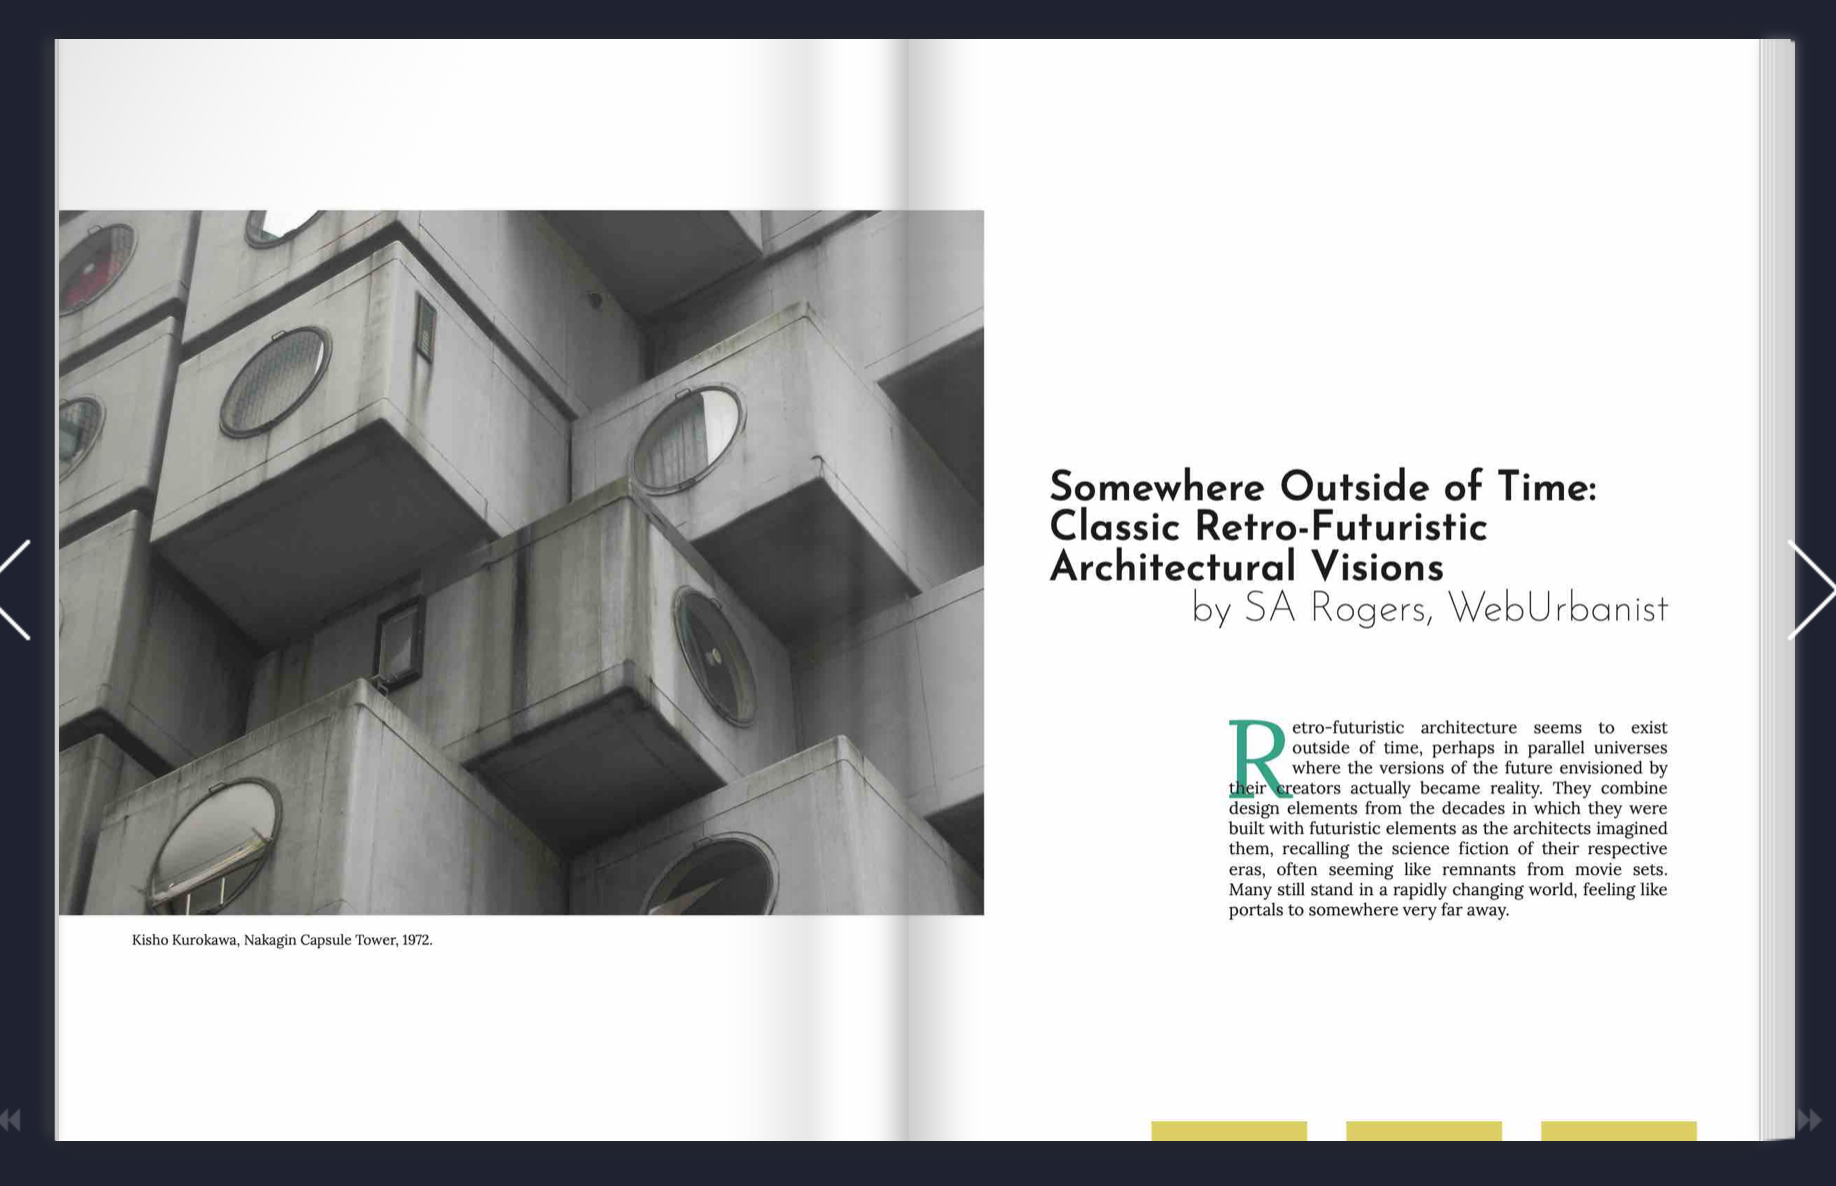 Kisho Kurokawa, Nakagin Capsule Tower, 1972.
Somewhere Outside of Time:
Classic Retro-Futuristic
Architectural Visions
by SA Rogers, WebUrbanist
Retro-futuristic architecture seems to exist
outside of time, perhaps in parallel universes
where the versions of the future envisioned by
their creators actually became reality. They combine
design elements from the decades in which they were
built with futuristic elements as the architects imagined
them, recalling the science fiction of their respective
eras, often seeming like remnants from movie sets.
Many still stand in a rapidly changing world, feeling like
portals to somewhere very far away.